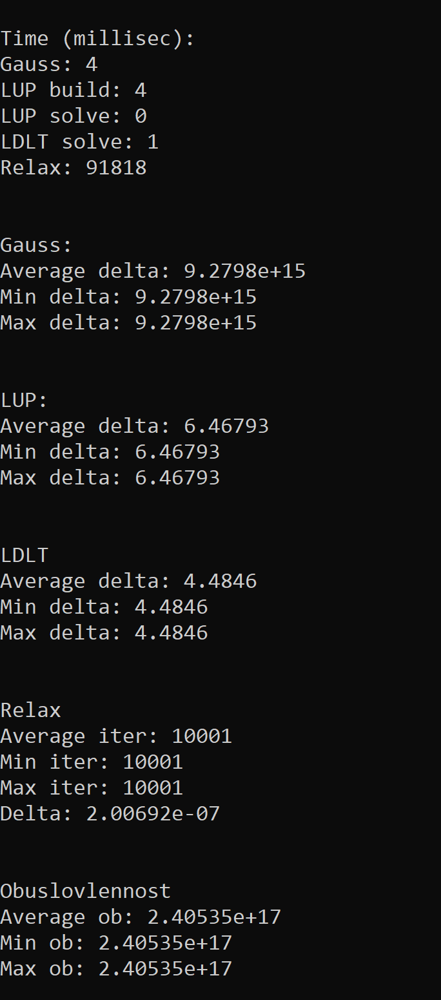 Time (millisec):
Gauss: 4
LUP build: 4
LUP solve: 0
LDLT solve: 1
Relax: 91818
Gauss:
Average delta: 9.2798e+15
Min delta: 9.2798e+15
Max delta: 9.2798e+15
LUP:
Average delta: 6.46793
Min delta: 6.46793
Max delta: 6.46793
LDLT
Average delta: 4.4846
Min delta: 4.4846
Max delta: 4.4846
Relax
Average iter: 10001
Min iter: 10001
Max iter: 10001
Delta: 2.00692e-07
Obuslovlennost
Average ob: 2.40535e+17
Min ob: 2.40535e+17
Max ob: 2.40535e+17